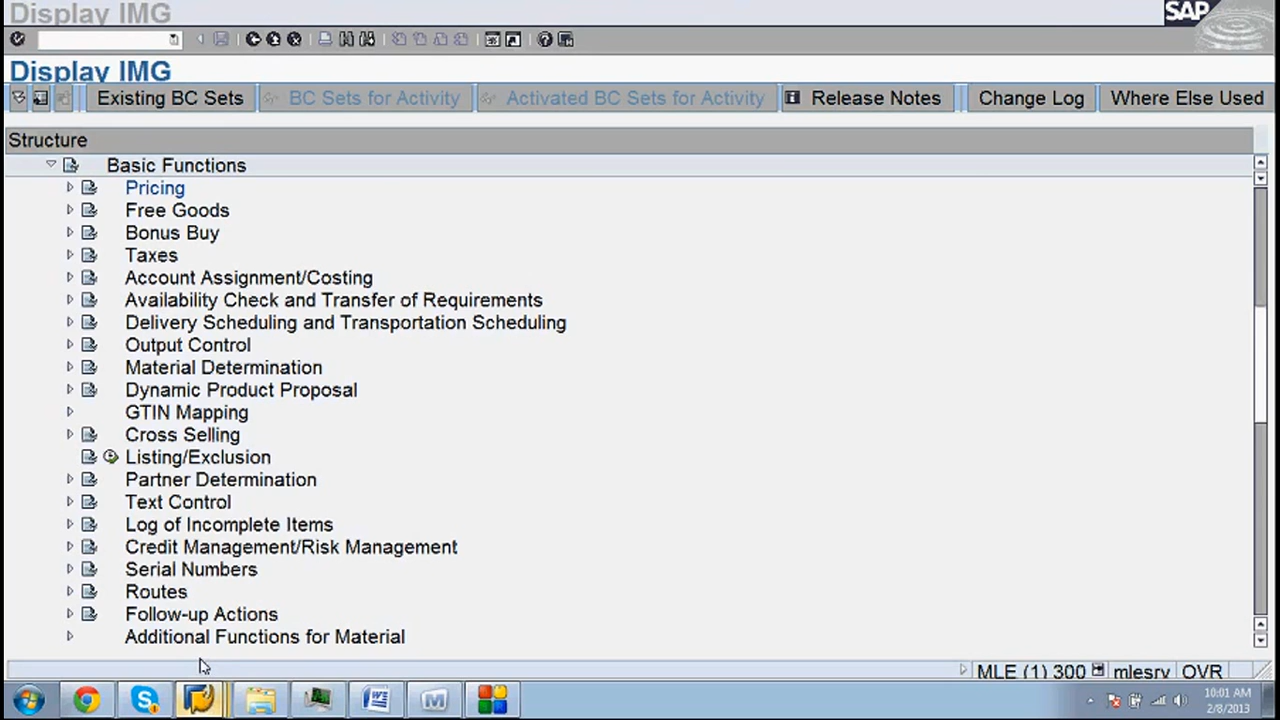 Display IMG
SAP
Display IMG
Existing BC Sets
BC Sets for Activity
Activated BC Sets for Activity
Release Notes
Change Log
Where Else Used
Structure
Basic Functions
Pricing
Free Goods
Bonus Buy
Taxes
Account Assignment/Costing
Availability Check and Transfer of Requirements
Delivery Scheduling and Transportation Scheduling
Output Control
Material Determination
Dynamic Product Proposal
GTIN Mapping
Cross Selling
Listing/Exclusion
Partner Determination
Text Control
Log of Incomplete Items
Credit Management/Risk Management
Serial Numbers
Routes
Follow-up Actions
Additional Functions for Material
MLE (1) 300
mlesrv
OVR
10:01 AM
2/8/2013